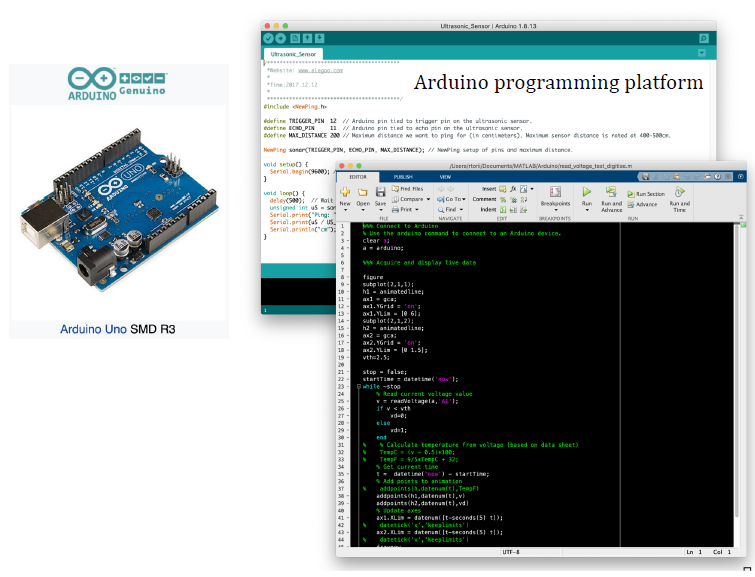 ARDUINO Genuino
Arduino Uno SMD R3
Ultrasonic_Sensor | Arduino 1.8.13
Ultrasonic_Sensor
Arduino programming platform
*Website: www.elegoo.com
*
*Time:2017.12.12
*
#include <NewPing.h>
#define TRIGGER_PIN 12 // Arduino pin tied to trigger pin on the ultrasonic sensor.
#define ECHO_PIN 11 // Arduino pin tied to echo pin on the ultrasonic sensor.
#define MAX_DISTANCE 200 // Maximum distance we want to ping for (in centimeters). Maximum sensor distance is rated at 400-500cm.
NewPing sonar(TRIGGER_PIN, ECHO_PIN, MAX_DISTANCE); // NewPing setup of pins and maximum distance.
void setup() {
Serial.begin(9600);
}
void loop() {
delay(500); // Wait
unsigned int uS = son
Serial.print("Ping: "
Serial.print(uS / US_
Serial.println("cm");
}
1
/Users/rtorii/Documents/MATLAB/Arduino/read_voltage_test_digitise.m
EDITOR PUBLISH VIEW
New Open Save Find Files Compare Print
Go To Find
Insert Comment Indent
Breakpoints
Run Run and Advance Run Section Advance Run and Time
FILE NAVIGATE EDIT BREAKPOINTS RUN
1 %%% Connect to Arduino
2 % Use the arduino command to connect to an Arduino device.
3 clear a;
4 a = arduino;
5
6 %%% Acquire and display live data
7
8 figure
9 subplot(2,1,1);
10 h1 = animatedline;
11 ax1 = gca;
12 ax1.YGrid = 'on';
13 ax1.YLim = [0 6];
14 subplot(2,1,2);
15 h2 = animatedline;
16 ax2 = gca;
17 ax2.YGrid = 'on';
18 ax2.YLim = [0 1.5];
19 vth=2.5;
20
21 stop = false;
22 startTime = datetime('now');
23 while ~stop
24 % Read current voltage value
25 v = readVoltage(a,'A1');
26 if v < vth
27 vd=0;
28 else
29 vd=1;
30 end
31 % % Calculate temperature from voltage (based on data sheet)
32 % TempC = (v - 0.5)*100;
33 % TempF = 9/5*TempC + 32;
34 % Get current time
35 t = datetime('now') - startTime;
36 % Add points to animation
37 % addpoints(h,datenum(t),TempF)
38 addpoints(h1,datenum(t),v)
39 addpoints(h2,datenum(t),vd)
40 % Update axes
41 ax1.XLim = datenum([t-seconds(5) t]);
42 % datetick('x','keeplimits')
43 ax2.XLim = datenum([t-seconds(5) t]);
44 % datetick('x','keeplimits')
UTF-8 Ln 1 Col 1